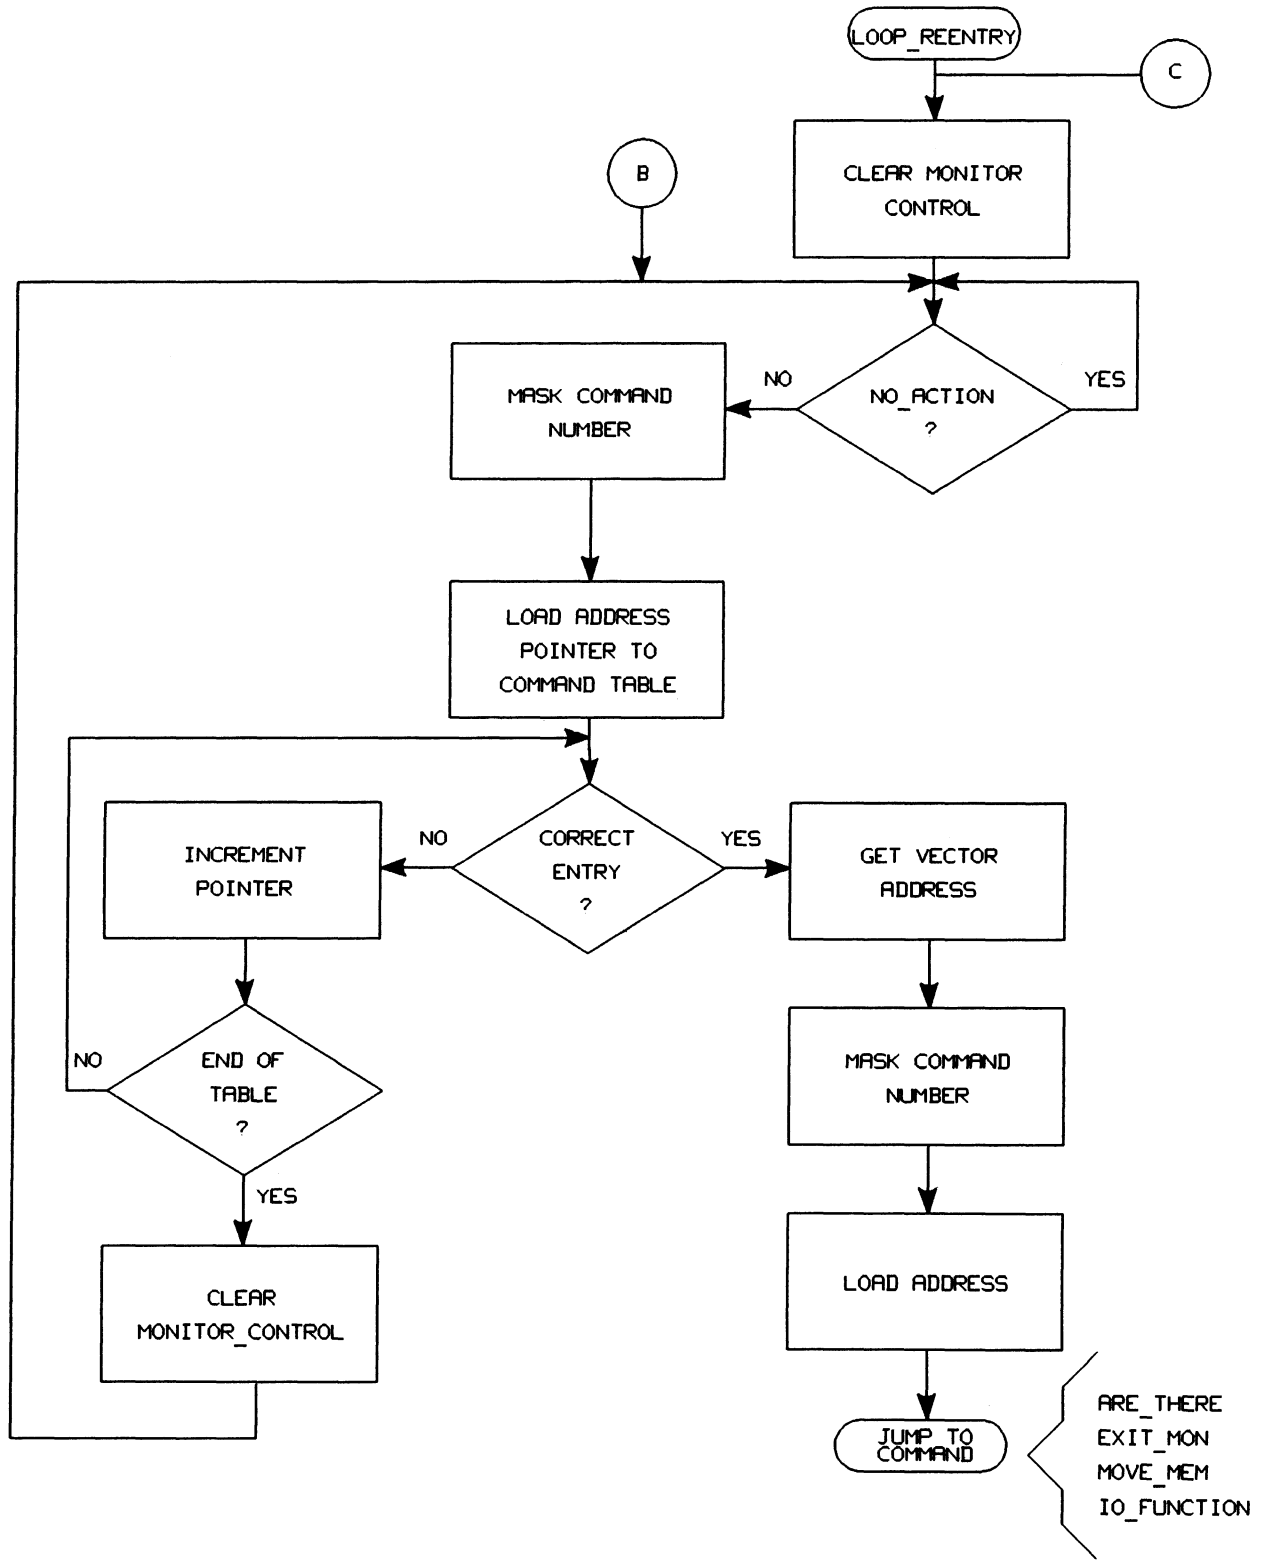 LOOP_REENTRY
C
CLEAR MONITOR
CONTROL
B
NO_ACTION
?
NO
YES
MASK COMMAND
NUMBER
LOAD ADDRESS
POINTER TO
COMMAND TABLE
CORRECT
ENTRY
?
NO
YES
INCREMENT
POINTER
GET VECTOR
ADDRESS
END OF
TABLE
?
NO
YES
MASK COMMAND
NUMBER
CLEAR
MONITOR_CONTROL
LOAD ADDRESS
JUMP TO
COMMAND
ARE_THERE
EXIT_MON
MOVE_MEM
IO_FUNCTION